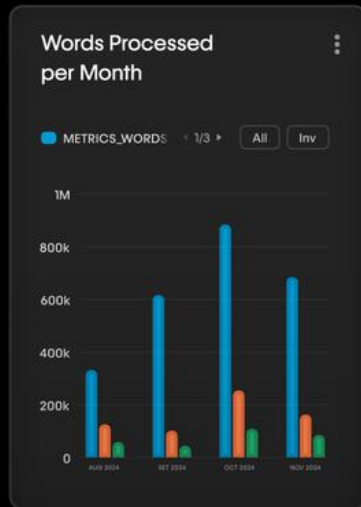 Words Processed
per Month
METRICS_WORDS
1/3
All
Inv
1M
800k
600k
400k
200k
0
AUG 2024
SET 2024
OCT 2024
NOV 2024